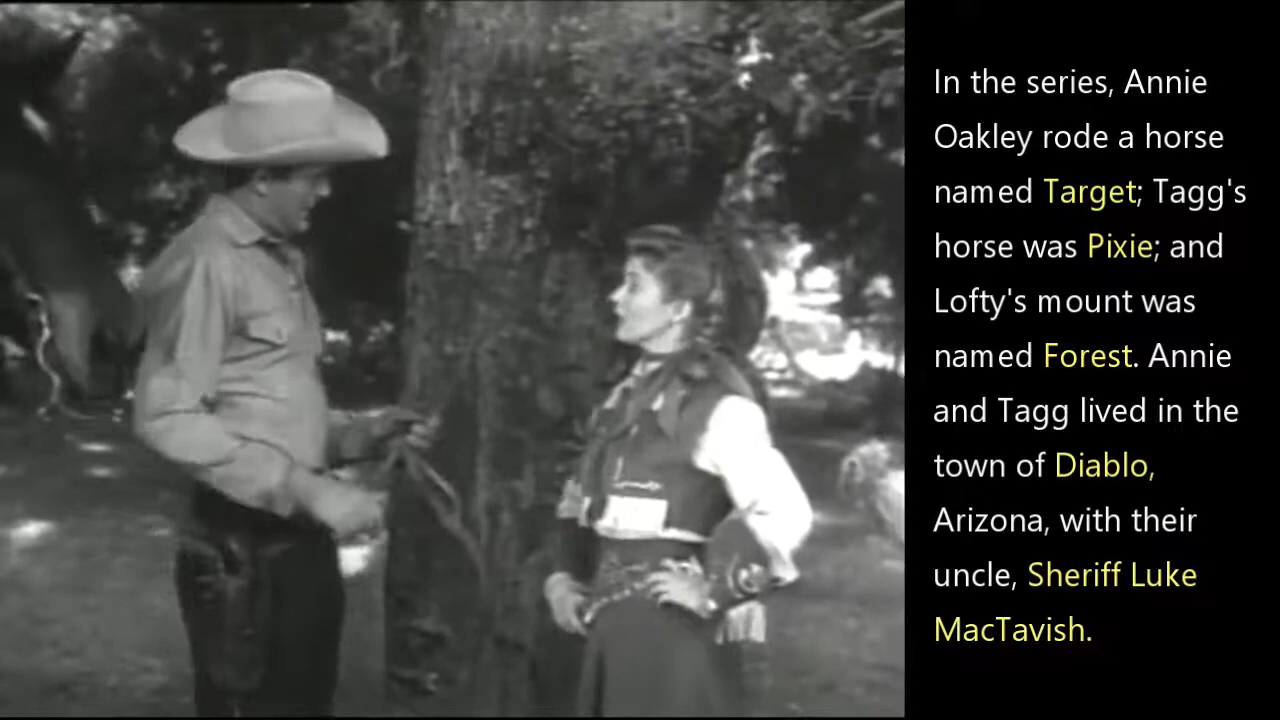 In the series, Annie
Oakley rode a horse
named Target; Tagg's
horse was Pixie; and
Lofty's mount was
named Forest. Annie
and Tagg lived in the
town of Diablo,
Arizona, with their
uncle, Sheriff Luke
MacTavish.